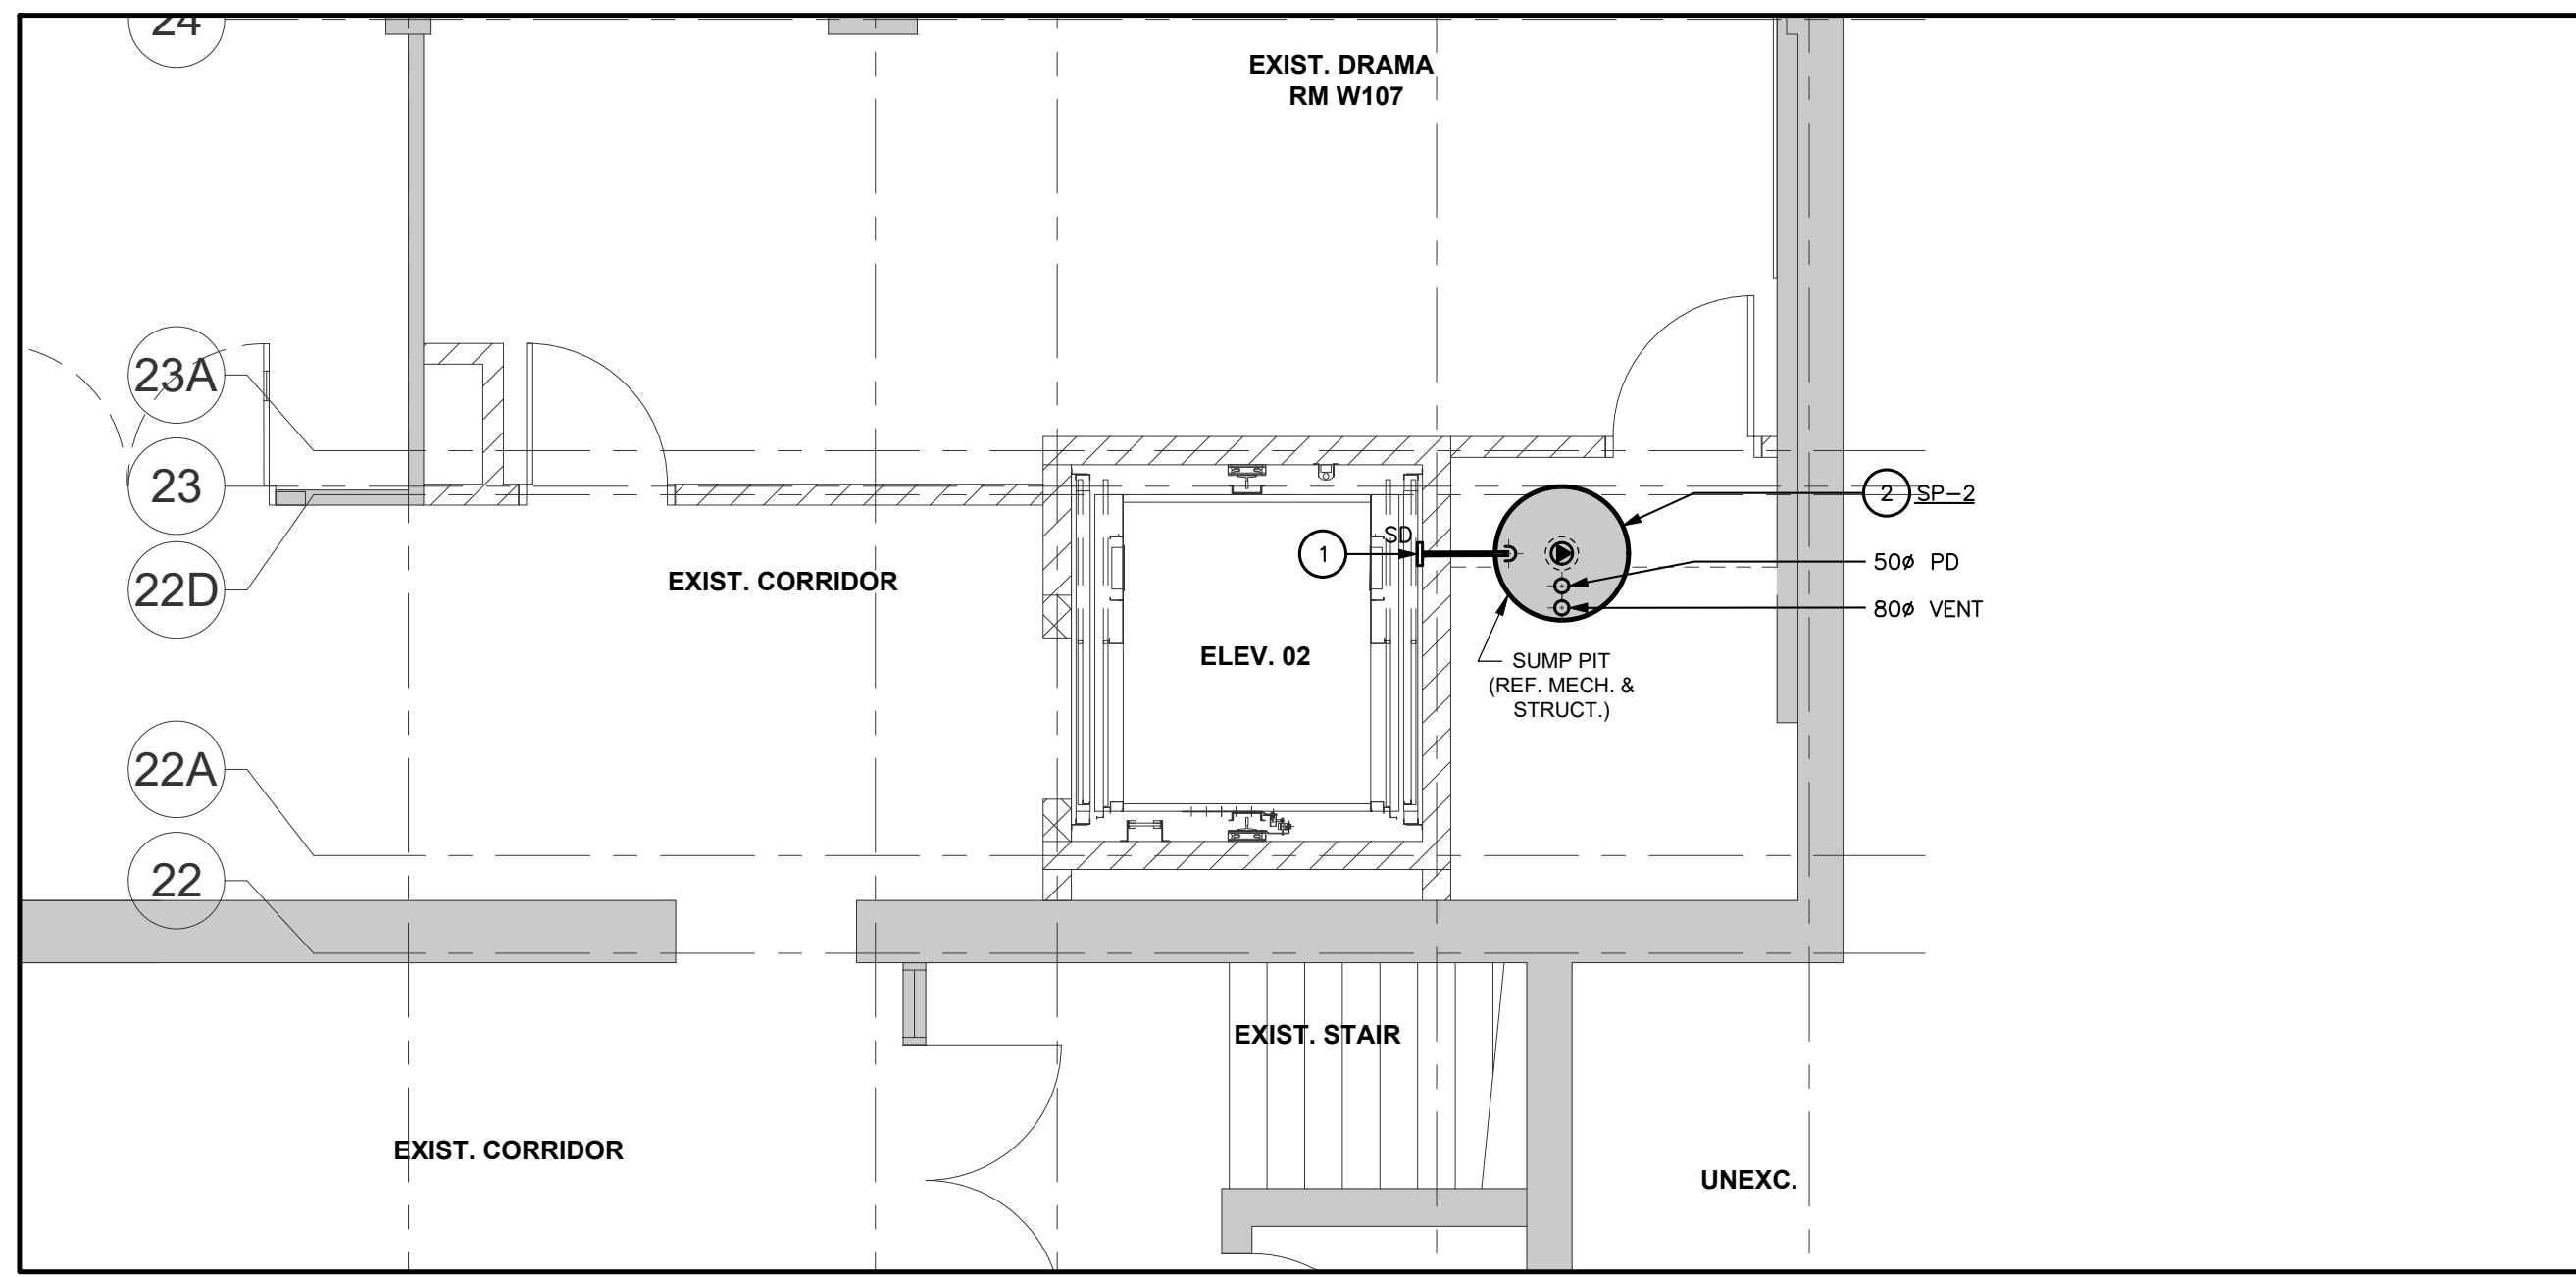 24
EXIST. DRAMA
RM W107
23A
23
22D
22A
22
EXIST. CORRIDOR
1
SD
ELEV. 02
2 SP-2
50ø PD
80ø VENT
SUMP PIT
(REF. MECH. &
STRUCT.)
EXIST. STAIR
EXIST. CORRIDOR
UNEXC.